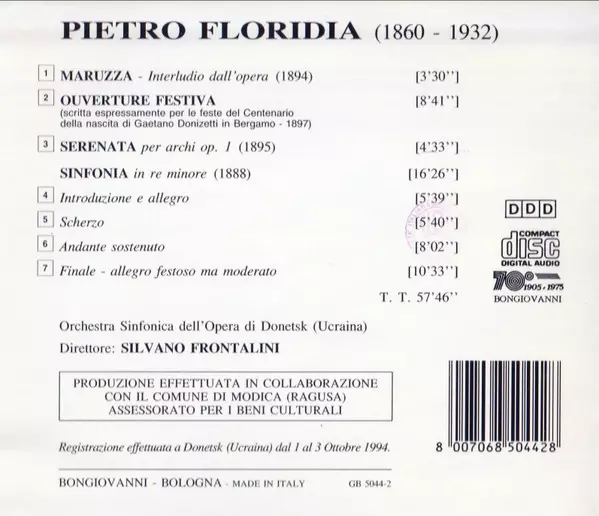 PIETRO FLORIDIA (1860 - 1932)
1 MARUZZA - Interludio dall'opera (1894) [3'30'']
2 OUVERTURE FESTIVA [8'41'']
(scritta espressamente per le feste del Centenario
della nascita di Gaetano Donizetti in Bergamo - 1897)
3 SERENATA per archi op. 1 (1895) [4'33'']
SINFONIA in re minore (1888) [16'26'']
4 Introduzione e allegro [5'39'']
5 Scherzo [5'40'']
6 Andante sostenuto [8'02'']
7 Finale - allegro festoso ma moderato [10'33'']
T. T. 57'46''
DDD
COMPACT
disc
DIGITAL AUDIO
70°
1905-1975
BONGIOVANNI
Orchestra Sinfonica dell'Opera di Donetsk (Ucraina)
Direttore: SILVANO FRONTALINI
PRODUZIONE EFFETTUATA IN COLLABORAZIONE
CON IL COMUNE DI MODICA (RAGUSA)
ASSESSORATO PER I BENI CULTURALI
Registrazione effettuata a Donetsk (Ucraina) dal 1 al 3 Ottobre 1994.
8 007068 504428
BONGIOVANNI - BOLOGNA - MADE IN ITALY GB 5044-2